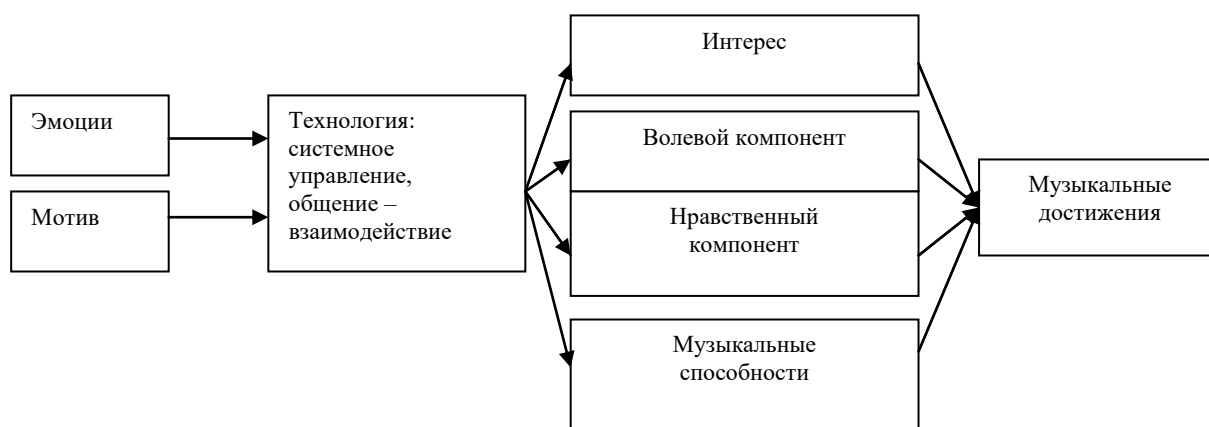 Эмоции
Мотив
Технология:
системное
управление,
общение –
взаимодействие
Интерес
Волевой компонент
Нравственный
компонент
Музыкальные
способности
Музыкальные
достижения